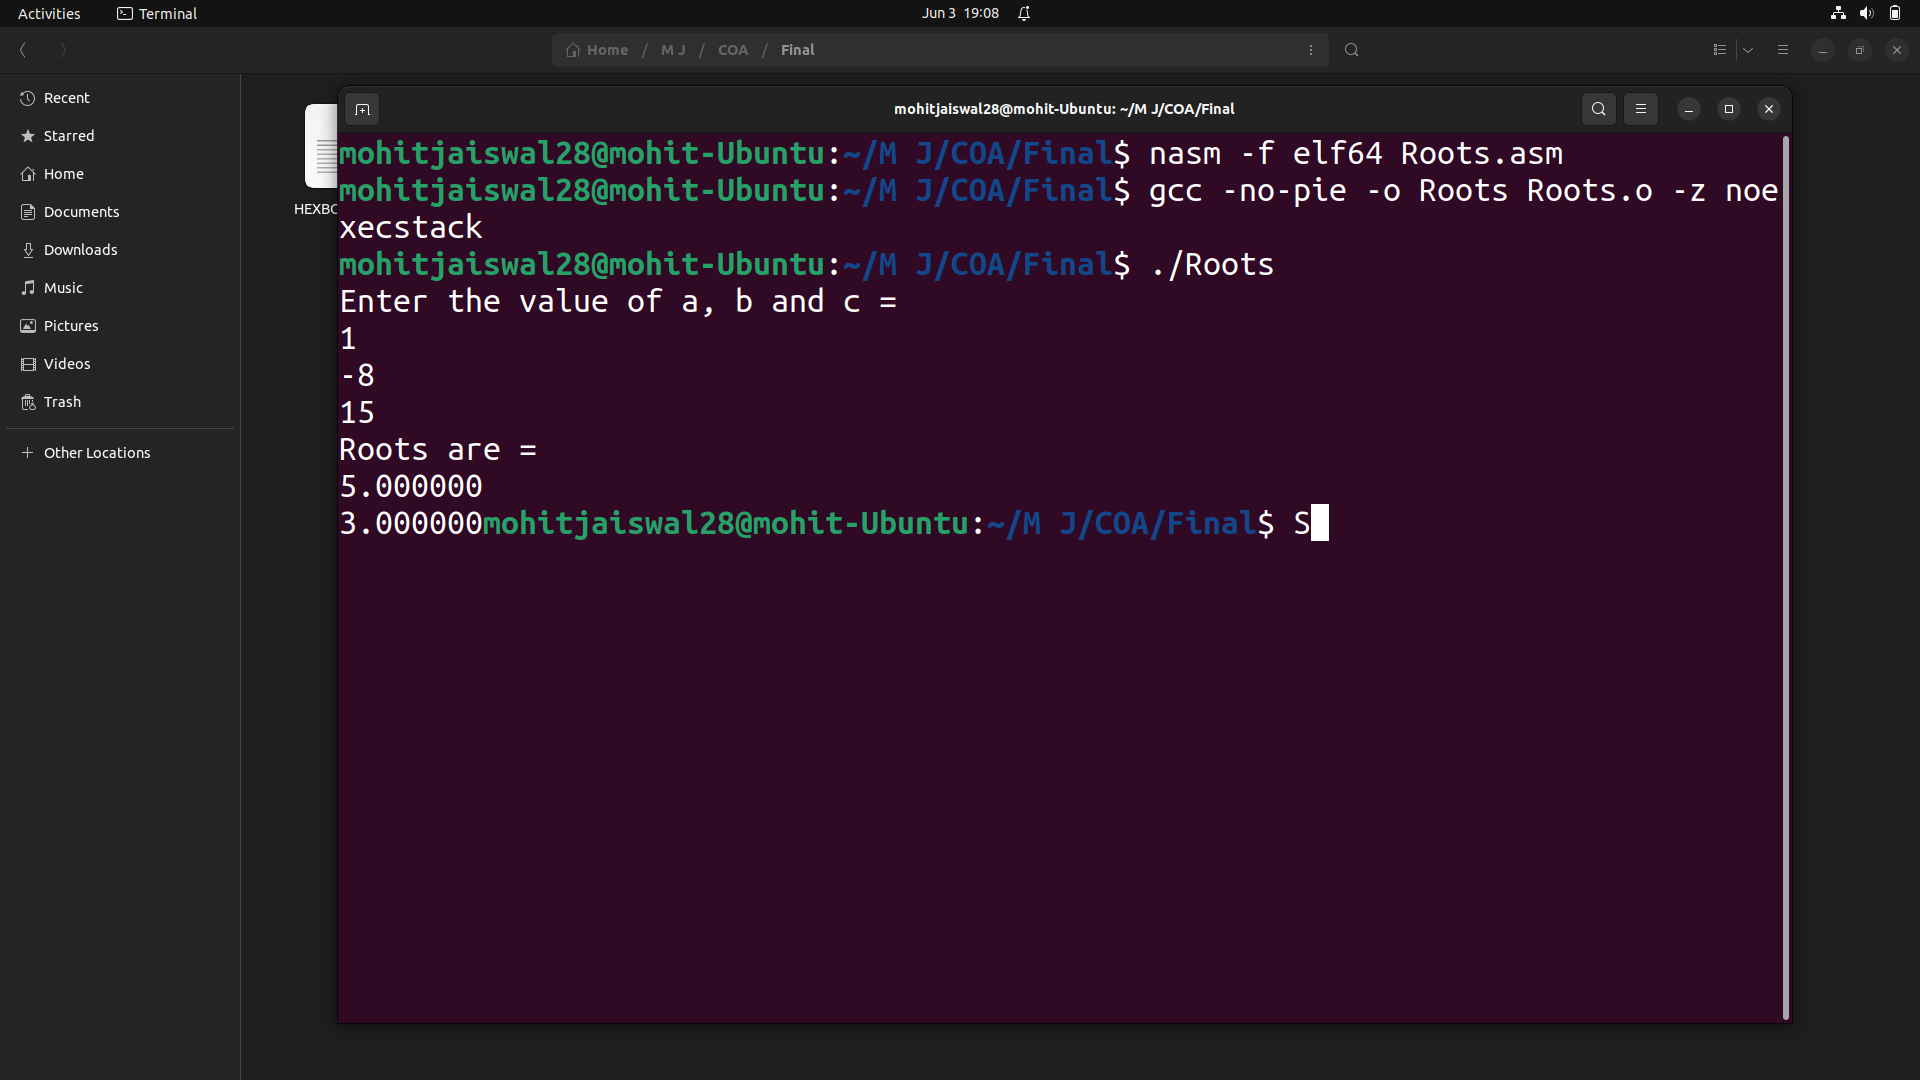 Activities
Terminal
Jun 3 19:08
Home / M J / COA / Final
Recent
Starred
Home
Documents
Downloads
Music
Pictures
Videos
Trash
Other Locations
mohitjaiswal28@mohit-Ubuntu: ~/M J/COA/Final
mohitjaiswal28@mohit-Ubuntu:~/M J/COA/Final$ nasm -f elf64 Roots.asm
mohitjaiswal28@mohit-Ubuntu:~/M J/COA/Final$ gcc -no-pie -o Roots Roots.o -z noe
xecstack
mohitjaiswal28@mohit-Ubuntu:~/M J/COA/Final$ ./Roots
Enter the value of a, b and c =
1
-8
15
Roots are =
5.000000
3.000000mohitjaiswal28@mohit-Ubuntu:~/M J/COA/Final$ S